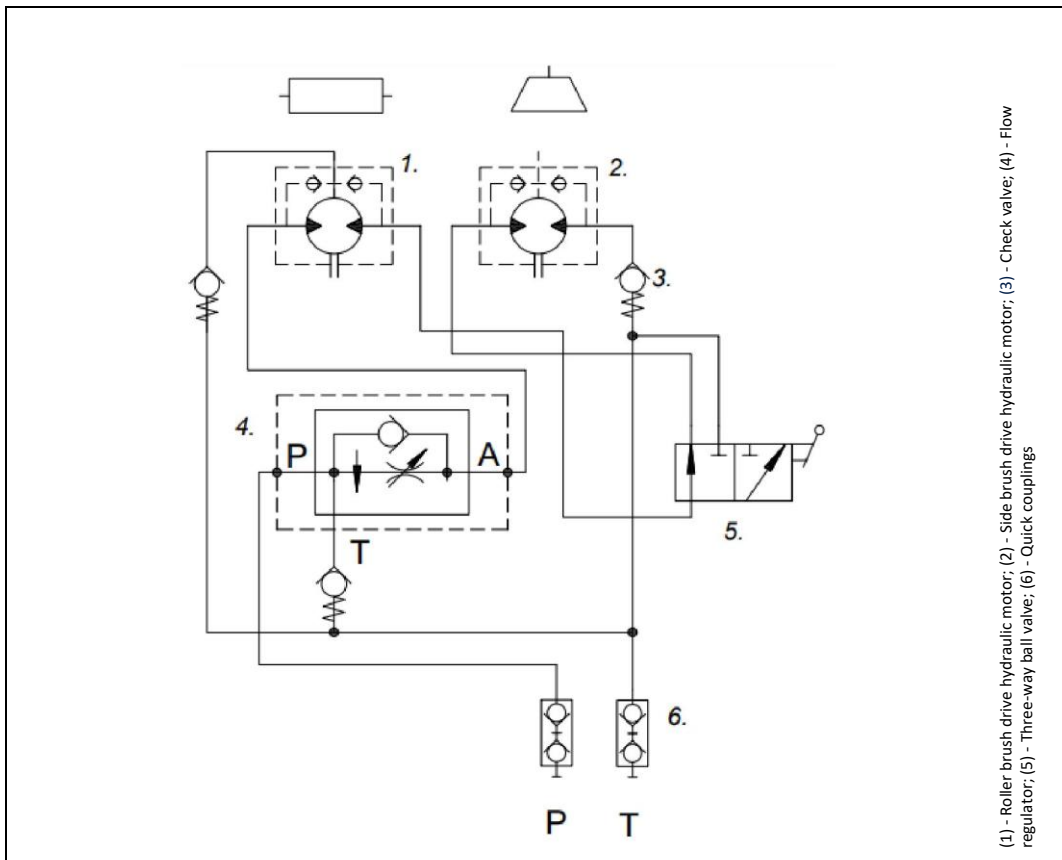 1.
2.
3.
4.
P
A
T
5.
6.
P T
(1) - Roller brush drive hydraulic motor; (2) - Side brush drive hydraulic motor; (3) - Check valve; (4) - Flow
regulator; (5) - Three-way ball valve; (6) - Quick couplings